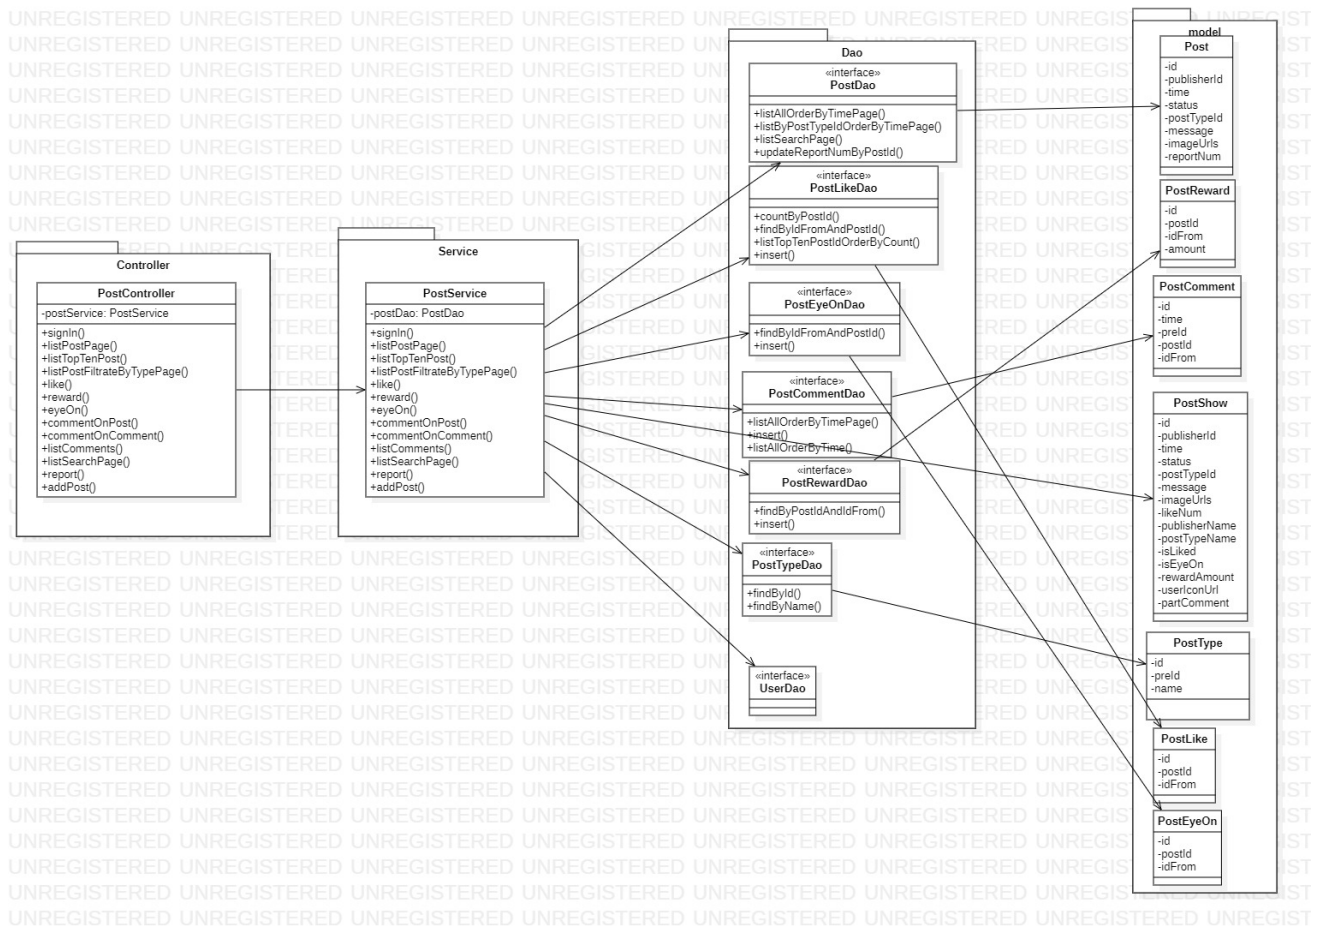 Controller
PostController
-postService: PostService
+signIn()
+listPostPage()
+listTopTenPost()
+listPostFiltrateByTypePage()
+like()
+reward()
+eyeOn()
+commentOnPost()
+commentOnComment()
+listComments()
+listSearchPage()
+report()
+addPost()
Service
PostService
-postDao: PostDao
+signIn()
+listPostPage()
+listTopTenPost()
+listPostFiltrateByTypePage()
+like()
+reward()
+eyeOn()
+commentOnPost()
+commentOnComment()
+listComments()
+listSearchPage()
+report()
+addPost()
Dao
«interface»
PostDao
+listAllOrderByTimePage()
+listByPostTypeIdOrderByTimePage()
+listSearchPage()
+updateReportNumByPostId()
«interface»
PostLikeDao
+countByPostId()
+findByIdFromAndPostId()
+listTopTenPostIdOrderByCount()
+insert()
«interface»
PostEyeOnDao
+findByIdFromAndPostId()
+insert()
«interface»
PostCommentDao
+listAllOrderByTimePage()
+insert()
+listAllOrderByTime()
«interface»
PostRewardDao
+findByPostIdAndIdFrom()
+insert()
«interface»
PostTypeDao
+findById()
+findByName()
«interface»
UserDao
model
Post
-id
-publisherId
-time
-status
-postTypeId
-message
-imageUrls
-reportNum
PostReward
-id
-postId
-idFrom
-amount
PostComment
-id
-time
-preId
-postId
-idFrom
PostShow
-id
-publisherId
-time
-status
-postTypeId
-message
-imageUrls
-likeNum
-publisherName
-postTypeName
-isLiked
-isEyeOn
-rewardAmount
-userIconUrl
-partComment
PostType
-id
-preId
-name
PostLike
-id
-postId
-idFrom
PostEyeOn
-id
-postId
-idFrom
UNREGISTERED